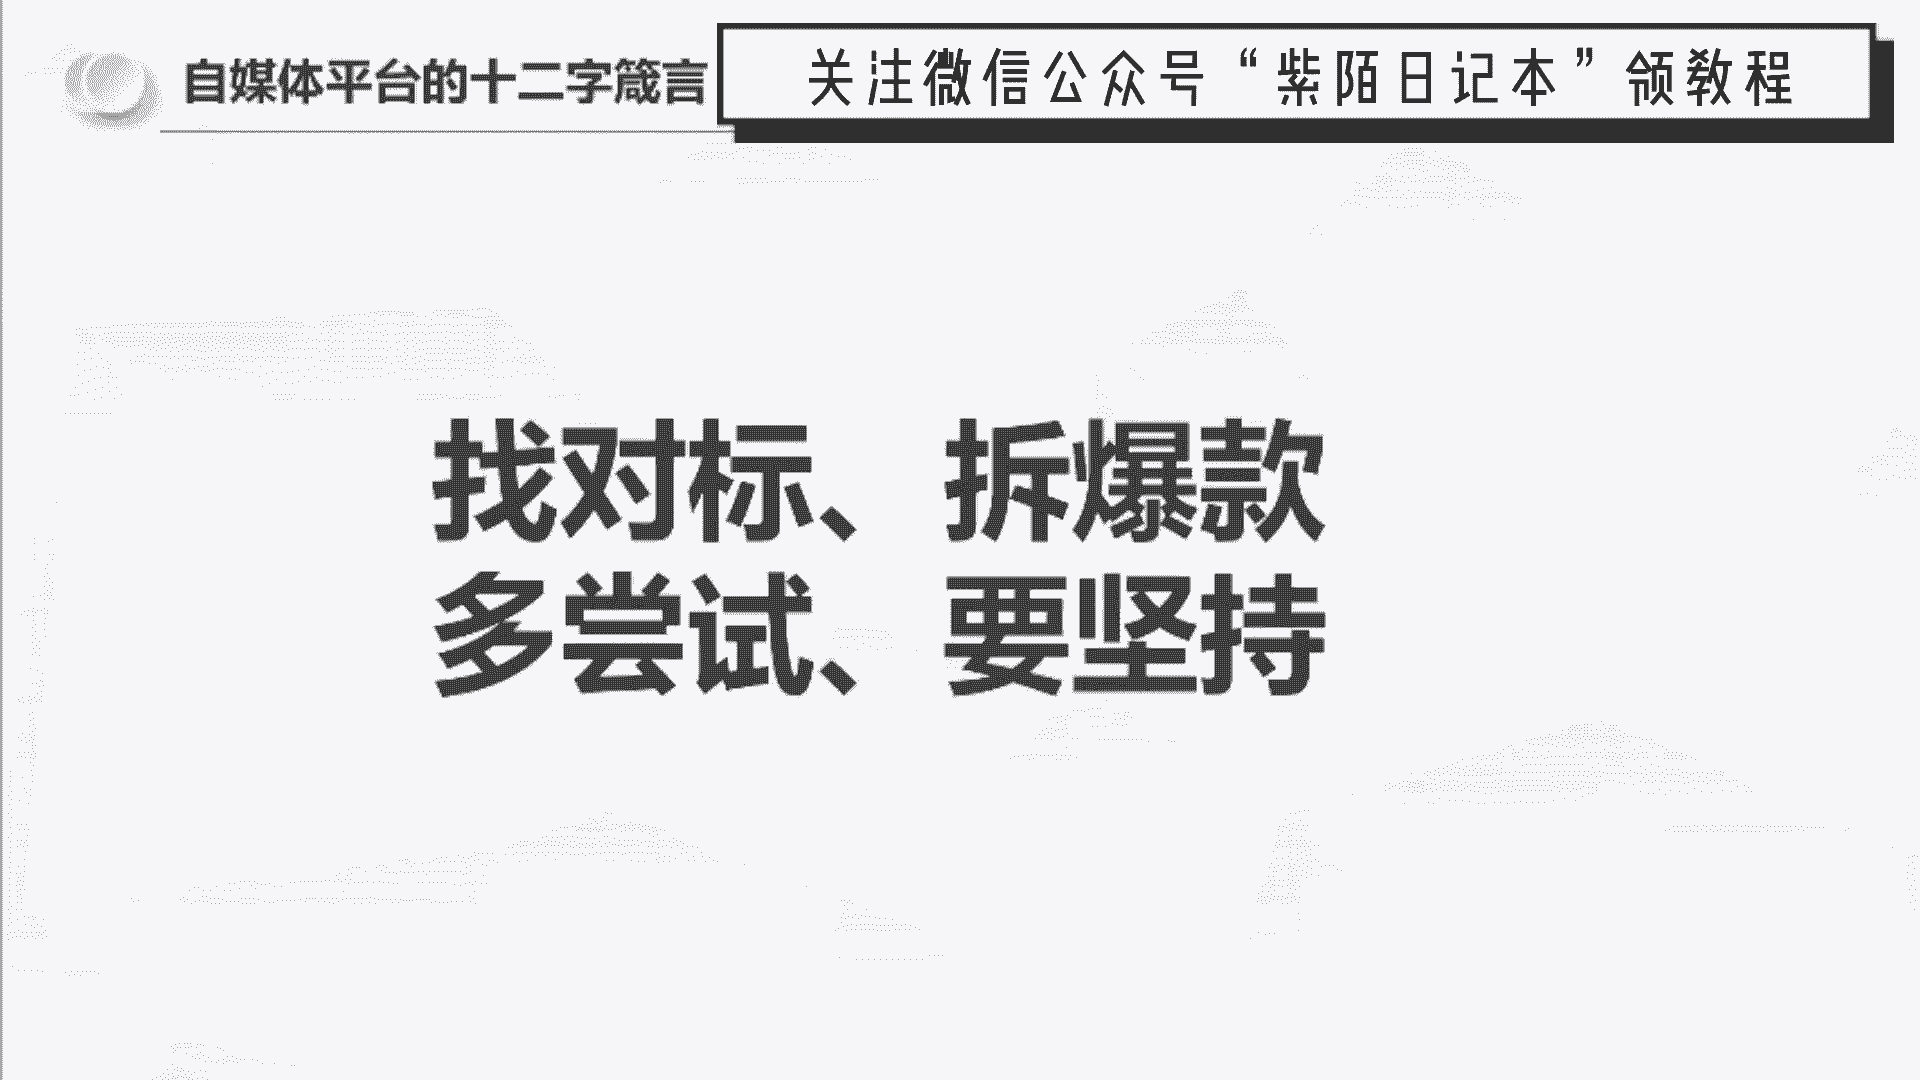 自媒体平台的十二字箴言
关注微信公众号“紫陌日记本”领教程
找对标、拆爆款
多尝试、要坚持